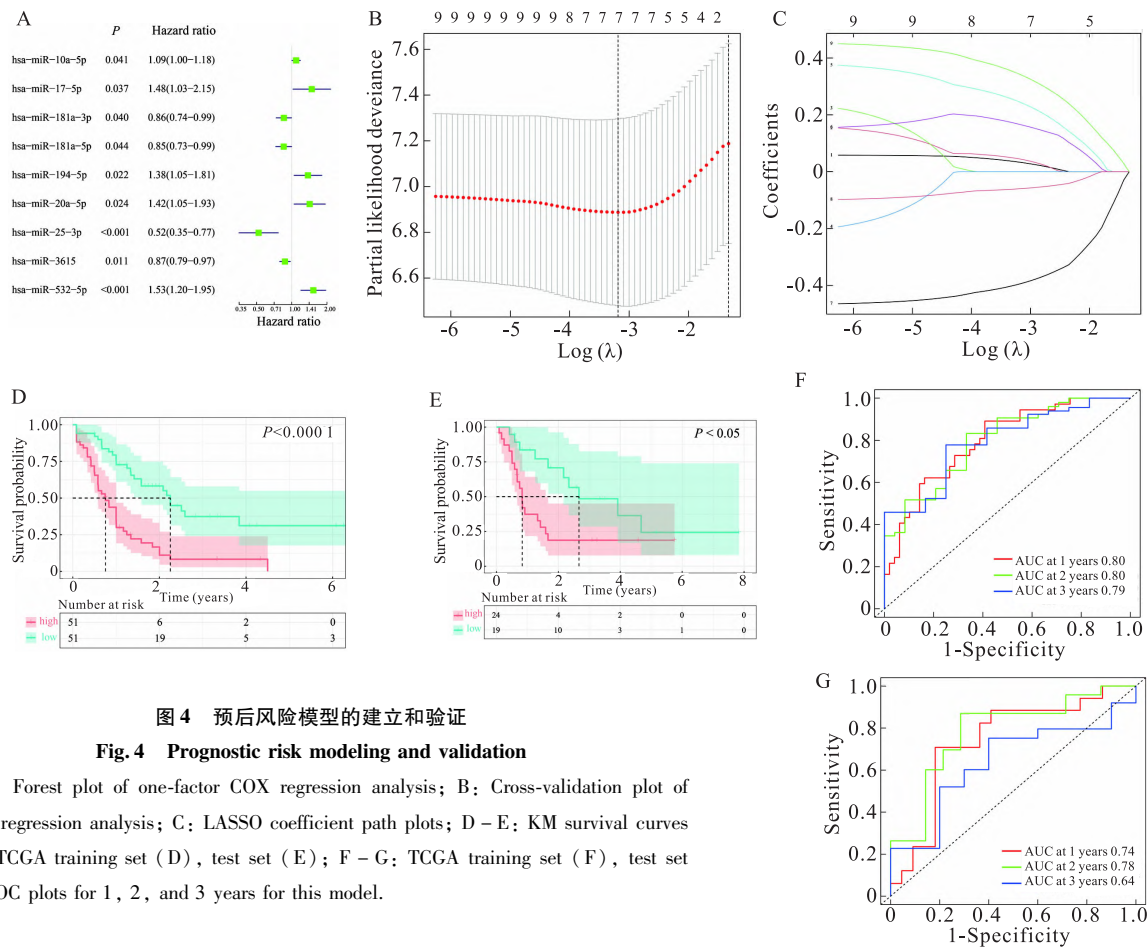 A
P Hazard ratio
hsa-miR-10a-5p 0.041 1.09(1.00-1.18)
hsa-miR-17-5p 0.037 1.48(1.03-2.15)
hsa-miR-181a-3p 0.040 0.86(0.74-0.99)
hsa-miR-181a-5p 0.044 0.85(0.73-0.99)
hsa-miR-194-5p 0.022 1.38(1.05-1.81)
hsa-miR-20a-5p 0.024 1.42(1.05-1.93)
hsa-miR-25-3p <0.001 0.52(0.35-0.77)
hsa-miR-3615 0.011 0.87(0.79-0.97)
hsa-miR-532-5p <0.001 1.53(1.20-1.95)
0.35 0.50 0.71 1.00 1.41 2.00
Hazard ratio
B
9 9 9 9 9 9 9 8 7 7 7 7 5 5 4 2
Partial likelihood deveiance
7.6
7.4
7.2
7.0
6.8
6.6
-6 -5 -4 -3 -2
Log (λ)
C
9 9 8 7 5
Coefficients
0.4
0.2
0
-0.2
-0.4
-6 -5 -4 -3 -2
Log (λ)
D
P<0.000 1
Survival probability
1.00
0.75
0.50
0.25
0
0 2 4 6
Time (years)
Number at risk
high 51 6 2 0
low 51 19 5 3
E
P < 0.05
Survival probability
1.00
0.75
0.50
0.25
0
0 2 4 6 8
Time (years)
Number at risk
high 24 4 2 0 0
low 19 10 3 1 0
F
Sensitivity
1.0
0.8
0.6
0.4
0.2
0
0 0.2 0.4 0.6 0.8 1.0
1-Specificity
AUC at 1 years 0.80
AUC at 2 years 0.80
AUC at 3 years 0.79
G
Sensitivity
1.0
0.8
0.6
0.4
0.2
0
0 0.2 0.4 0.6 0.8 1.0
1-Specificity
AUC at 1 years 0.74
AUC at 2 years 0.78
AUC at 3 years 0.64
图 4 预后风险模型的建立和验证
Fig. 4 Prognostic risk modeling and validation
Forest plot of one-factor COX regression analysis; B: Cross-validation plot of
regression analysis; C: LASSO coefficient path plots; D – E: KM survival curves
TCGA training set (D), test set (E); F – G: TCGA training set (F), test set
OC plots for 1, 2, and 3 years for this model.